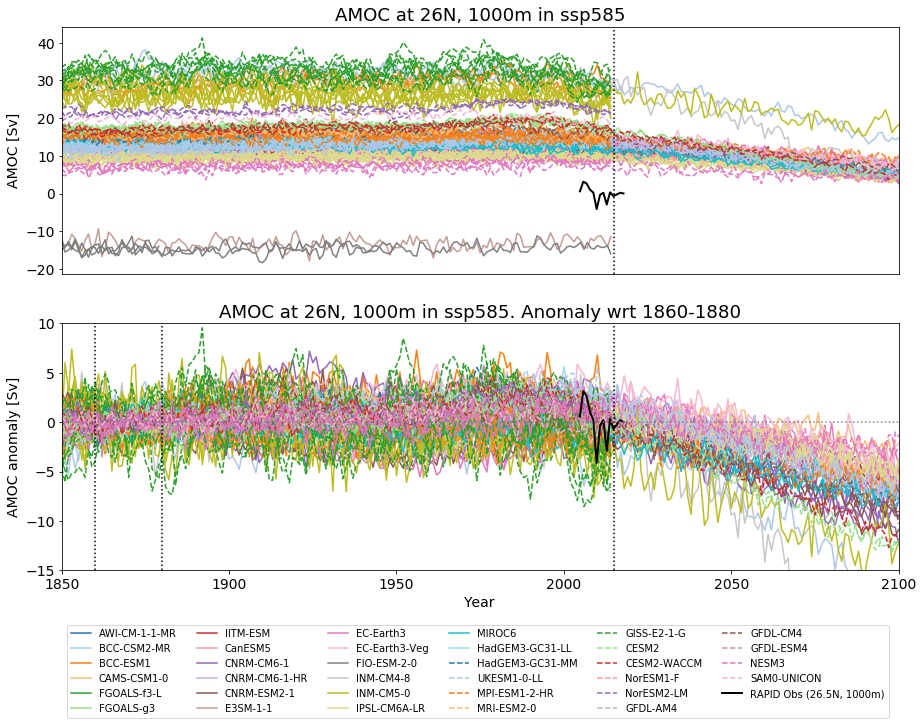 AMOC at 26N, 1000m in ssp585
AMOC [Sv]
40
30
20
10
0
−10
−20
AMOC at 26N, 1000m in ssp585. Anomaly wrt 1860-1880
AMOC anomaly [Sv]
10
5
0
−5
−10
−15
1850 1900 1950 2000 2050 2100
Year
AWI-CM-1-1-MR IITM-ESM EC-Earth3 MIROC6 GISS-E2-1-G GFDL-CM4
BCC-CSM2-MR CanESM5 EC-Earth3-Veg HadGEM3-GC31-LL CESM2 GFDL-ESM4
BCC-ESM1 CNRM-CM6-1 FIO-ESM-2-0 HadGEM3-GC31-MM CESM2-WACCM NESM3
CAMS-CSM1-0 CNRM-CM6-1-HR INM-CM4-8 UKESM1-0-LL NorESM1-F SAM0-UNICON
FGOALS-f3-L CNRM-ESM2-1 INM-CM5-0 MPI-ESM1-2-HR NorESM2-LM RAPID Obs (26.5N, 1000m)
FGOALS-g3 E3SM-1-1 IPSL-CM6A-LR MRI-ESM2-0 GFDL-AM4